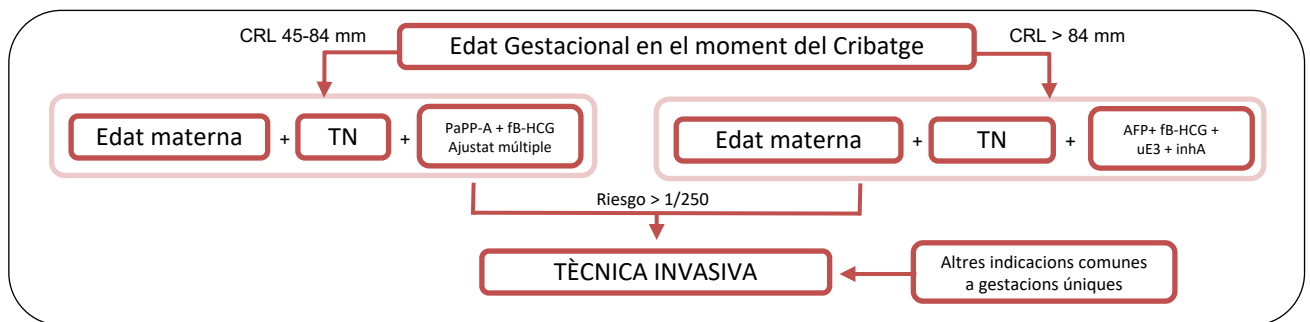 CRL 45-84 mm
Edat Gestacional en el moment del Cribatge
CRL > 84 mm
Edat materna + TN + PaPP-A + fB-HCG
Ajustat múltiple
Edat materna + TN + AFP+ fB-HCG +
uE3 + inhA
Riesgo > 1/250
TÈCNICA INVASIVA
Altres indicacions comunes
a gestacions úniques